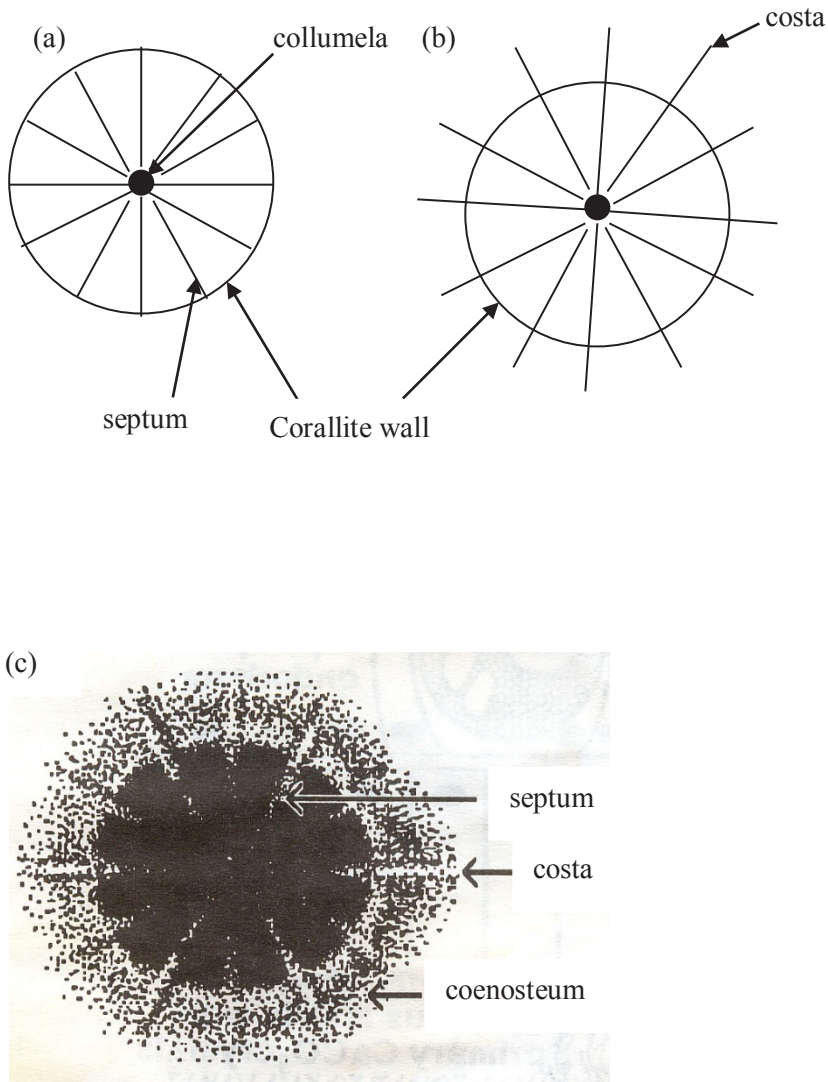 (a)
collumela
septum
Corallite wall
(b)
costa
(c)
septum
costa
coenosteum